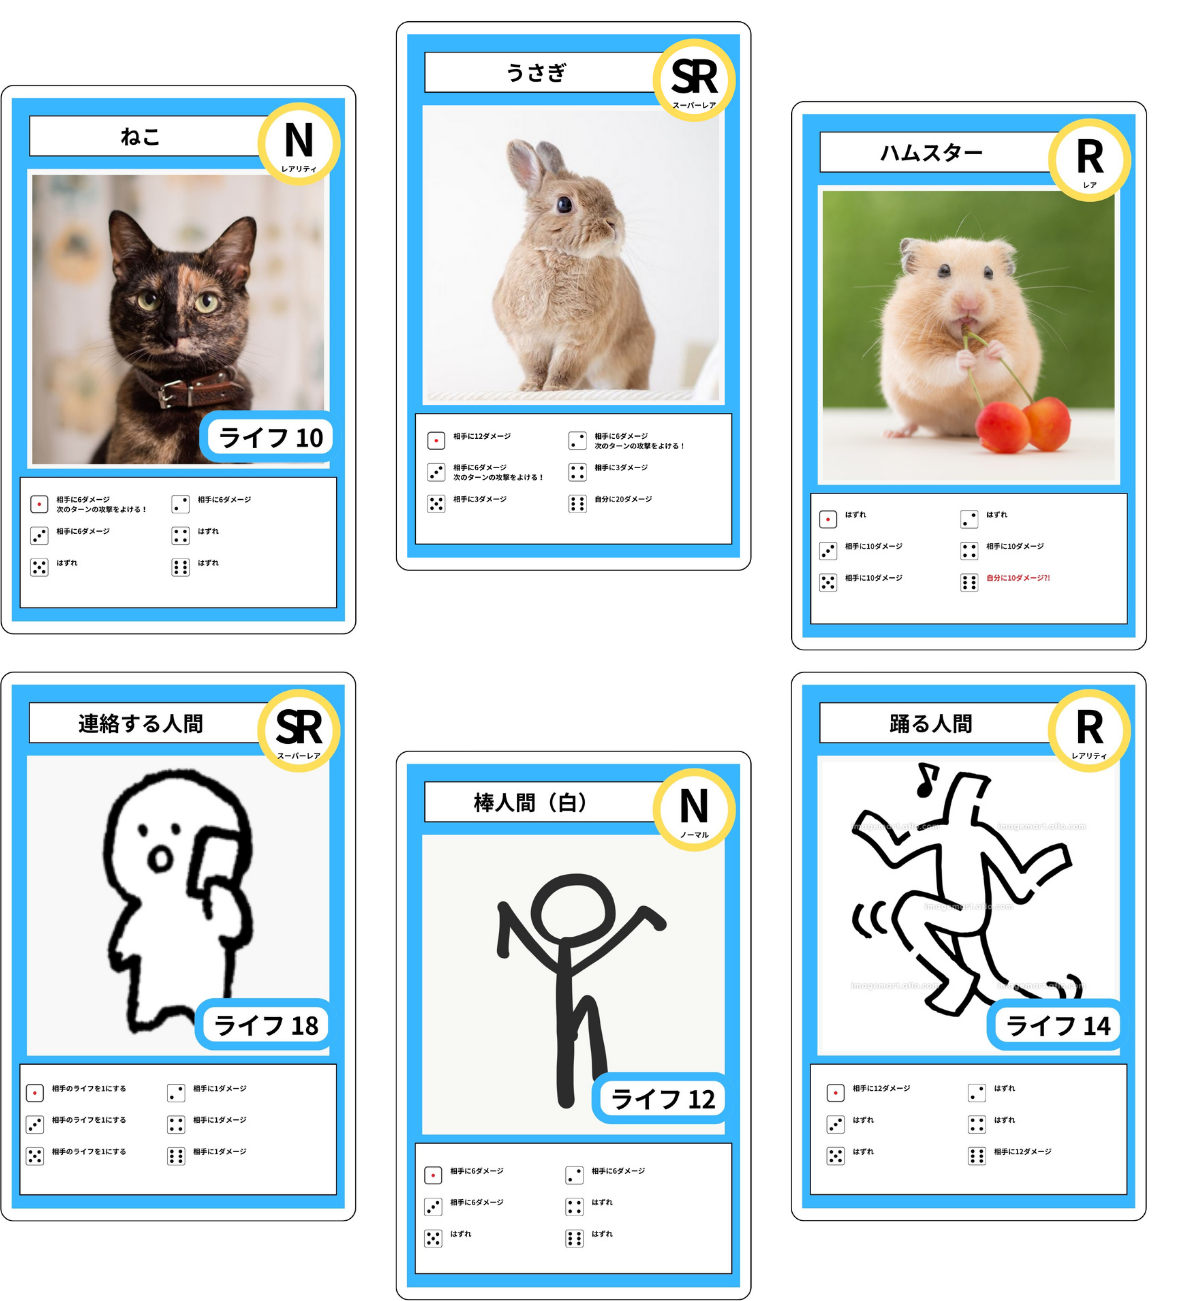 ねこ
N
レアリティ
ライフ 10
相手に6ダメージ
次のターンの攻撃をよける！
相手に6ダメージ
相手に6ダメージ
はずれ
はずれ
はずれ
うさぎ
SR
スーパーレア
相手に12ダメージ
相手に6ダメージ
次のターンの攻撃をよける！
相手に6ダメージ
次のターンの攻撃をよける！
相手に3ダメージ
相手に3ダメージ
自分に20ダメージ
ハムスター
R
レア
はずれ
はずれ
相手に10ダメージ
相手に10ダメージ
相手に10ダメージ
自分に10ダメージ?!
連絡する人間
SR
スーパーレア
ライフ 18
相手のライフを1にする
相手に1ダメージ
相手のライフを1にする
相手に1ダメージ
相手のライフを1にする
相手に1ダメージ
棒人間（白）
N
ノーマル
ライフ 12
相手に6ダメージ
相手に6ダメージ
相手に6ダメージ
はずれ
はずれ
はずれ
踊る人間
R
レアリティ
ライフ 14
相手に12ダメージ
はずれ
はずれ
はずれ
はずれ
相手に12ダメージ